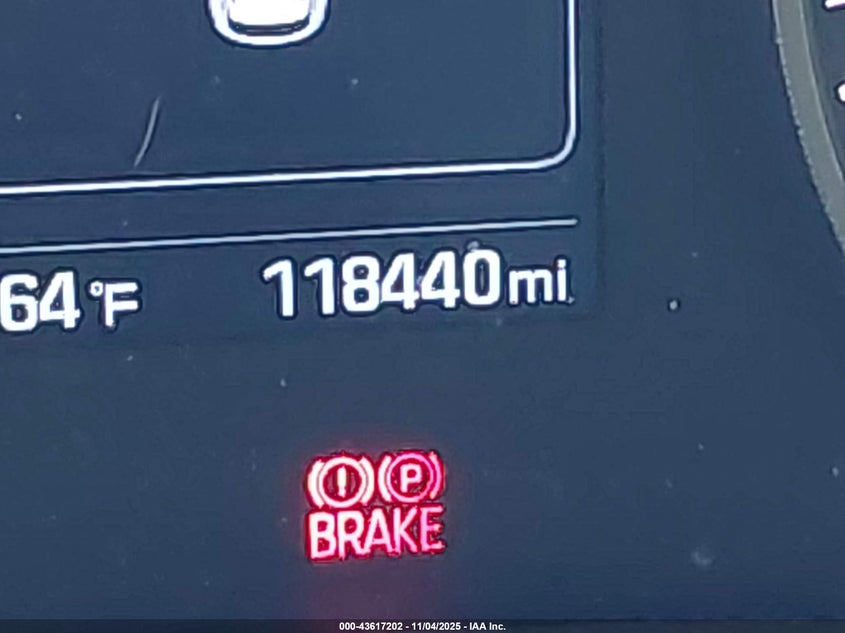 64°F 118440 mi
! P
BRAKE
000-43617202 - 11/04/2025 - IAA Inc.